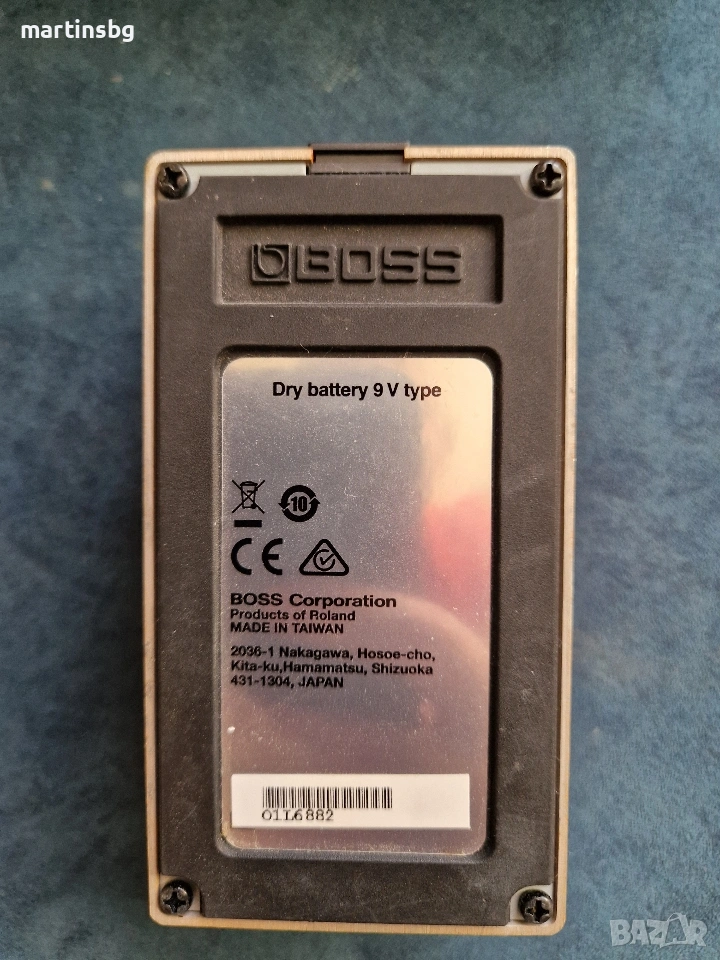 martinsbg
BOSS
Dry battery 9 V type
10
CE
BOSS Corporation
Products of Roland
MADE IN TAIWAN
2036-1 Nakagawa, Hosoe-cho,
Kita-ku,Hamamatsu, Shizuoka
431-1304, JAPAN
O1L6882
BAZAR